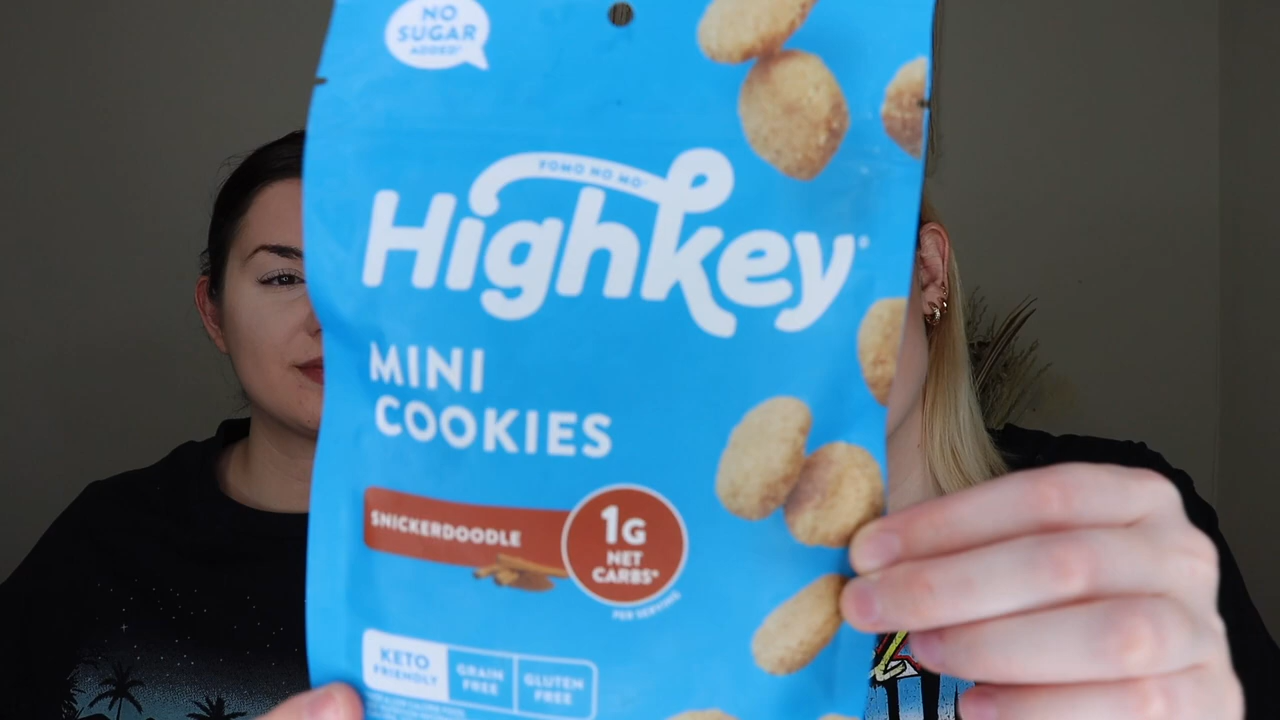 NO
SUGAR
ADDED*
FOMO NO MO™
Highkey®
MINI
COOKIES
SNICKERDOODLE
1G
NET
CARBS*
PER SERVING
KETO
FRIENDLY
GRAIN
FREE
GLUTEN
FREE